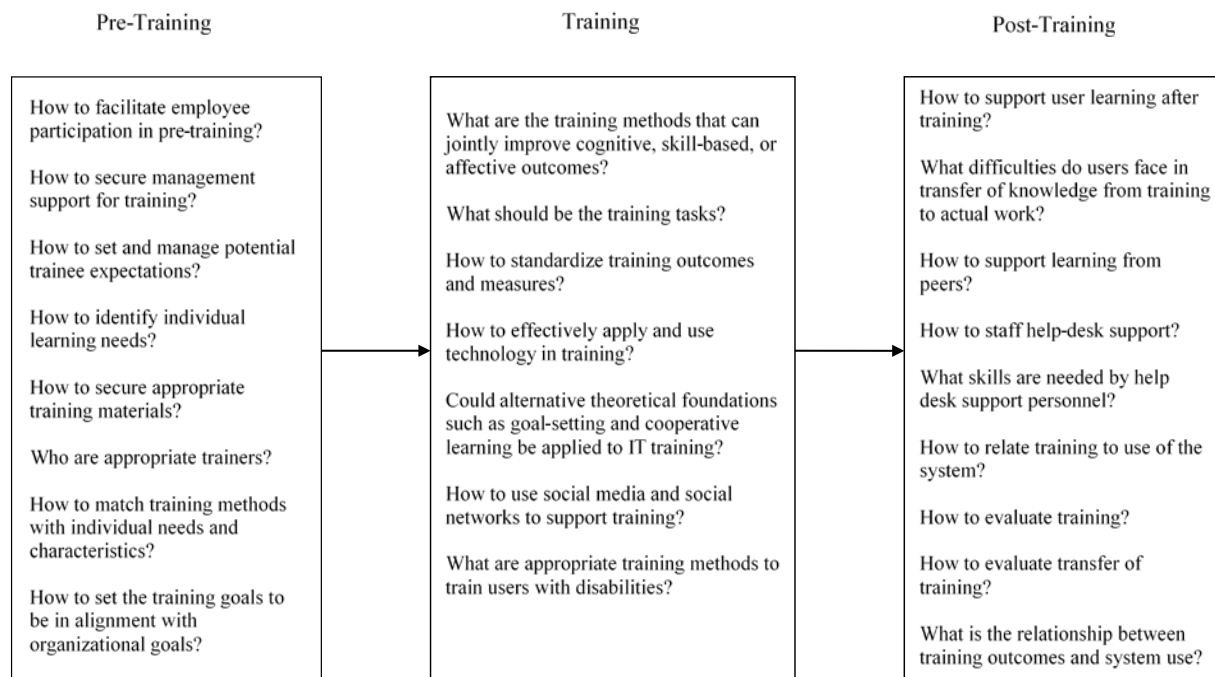 Pre-Training
Training
Post-Training
How to facilitate employee
participation in pre-training?
How to secure management
support for training?
How to set and manage potential
trainee expectations?
How to identify individual
learning needs?
How to secure appropriate
training materials?
Who are appropriate trainers?
How to match training methods
with individual needs and
characteristics?
How to set the training goals to
be in alignment with
organizational goals?
What are the training methods that can
jointly improve cognitive, skill-based, or
affective outcomes?
What should be the training tasks?
How to standardize training outcomes
and measures?
How to effectively apply and use
technology in training?
Could alternative theoretical foundations
such as goal-setting and cooperative
learning be applied to IT training?
How to use social media and social
networks to support training?
What are appropriate training methods to
train users with disabilities?
How to support user learning after
training?
What difficulties do users face in
transfer of knowledge from training
to actual work?
How to support learning from
peers?
How to staff help-desk support?
What skills are needed by help
desk support personnel?
How to relate training to use of the
system?
How to evaluate training?
How to evaluate transfer of
training?
What is the relationship between
training outcomes and system use?